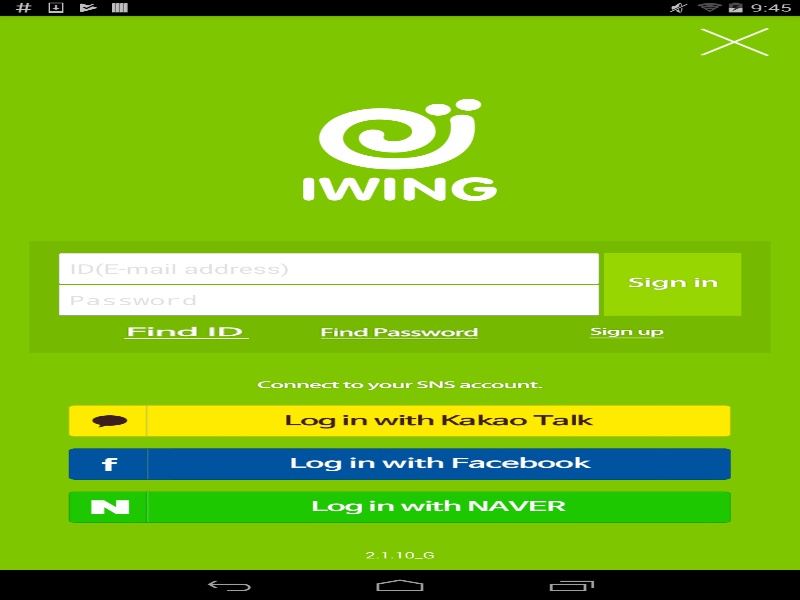 9:45
IWING
ID(E-mail address)
Sign in
Password
Find ID
Find Password
Sign up
Connect to your SNS account.
Log in with Kakao Talk
f
Log in with Facebook
N
Log in with NAVER
2.1.10_G